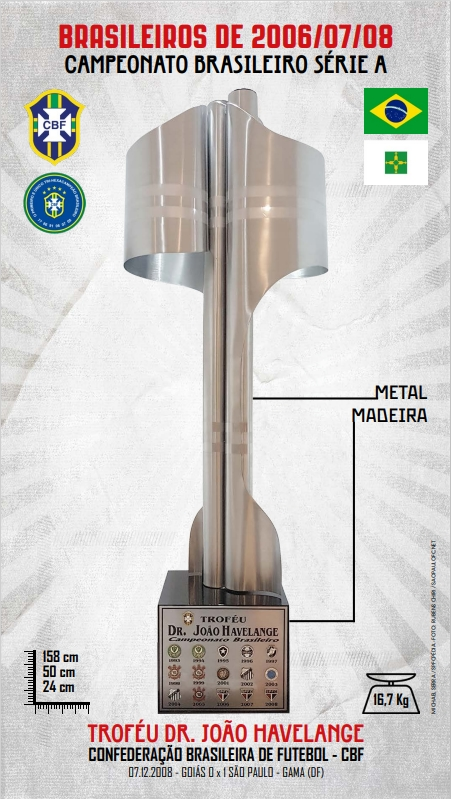 BRASILEIROS DE 2006/07/08
CAMPEONATO BRASILEIRO SÉRIE A
CBF
METAL
MADEIRA
TROFÉU
DR. JOÃO HAVELANGE
Campeonato Brasileiro
1993 1994 1995 1996 1997
1998 1999 2001 2002 2003
2004 2005 2006 2007 2008
158 cm
50 cm
24 cm
16,7 Kg
TROFÉU DR. JOÃO HAVELANGE
CONFEDERAÇÃO BRASILEIRA DE FUTEBOL - CBF
07.12.2008 - GOIÁS 0 x 1 SÃO PAULO - GAMA (DF)